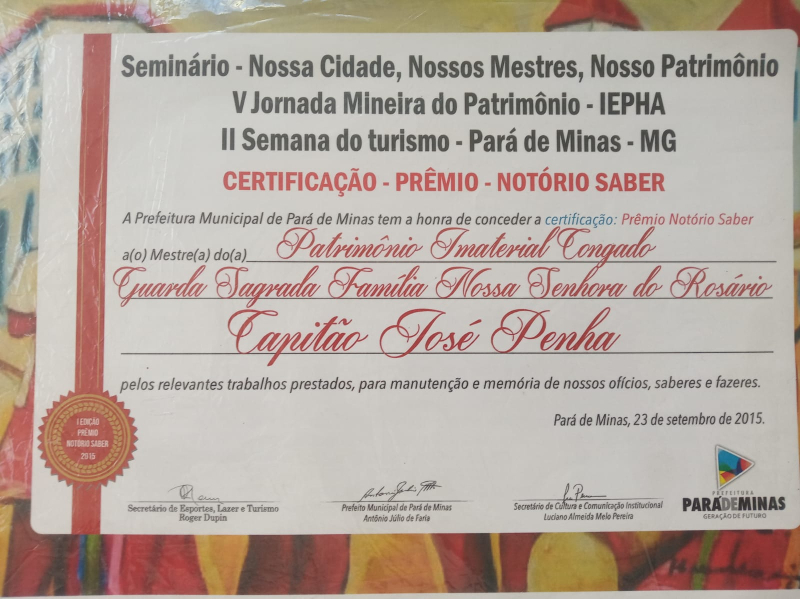 Seminário - Nossa Cidade, Nossos Mestres, Nosso Patrimônio
V Jornada Mineira do Patrimônio - IEPHA
II Semana do turismo - Pará de Minas - MG
CERTIFICAÇÃO - PRÊMIO - NOTÓRIO SABER
A Prefeitura Municipal de Pará de Minas tem a honra de conceder a certificação: Prêmio Notório Saber
a(o) Mestre(a) do(a) Patrimônio Imaterial Congado
Guarda Sagrada Família Nossa Senhora do Rosário
Capitão José Penha
pelos relevantes trabalhos prestados, para manutenção e memória de nossos ofícios, saberes e fazeres.
Pará de Minas, 23 de setembro de 2015.
I EDIÇÃO
PRÊMIO
NOTÓRIO SABER
2015
Secretário de Esportes, Lazer e Turismo
Roger Dupin
Prefeito Municipal de Pará de Minas
Antônio Júlio de Faria
Secretário de Cultura e Comunicação Institucional
Luciano Almeida Melo Pereira
PREFEITURA
PARÁDEMINAS
GERAÇÃO DE FUTURO